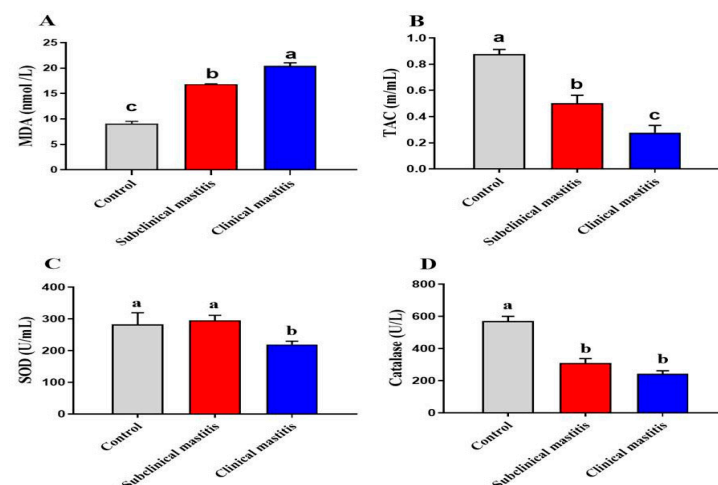 A
MDA (nmol /L)
25
20
15
10
5
0
c
b
a
Control
Subclinical mastitis
Clinical mastitis
B
TAC (m/mL)
1.0
0.8
0.6
0.4
0.2
0.0
a
b
c
Control
Subclinical mastitis
Clinical mastitis
C
SOD (U/mL)
400
300
200
100
0
a
a
b
Control
Subclinical mastitis
Clinical mastitis
D
Catalase (U/L)
800
600
400
200
0
a
b
b
Control
Subclinical mastitis
Clinical mastitis